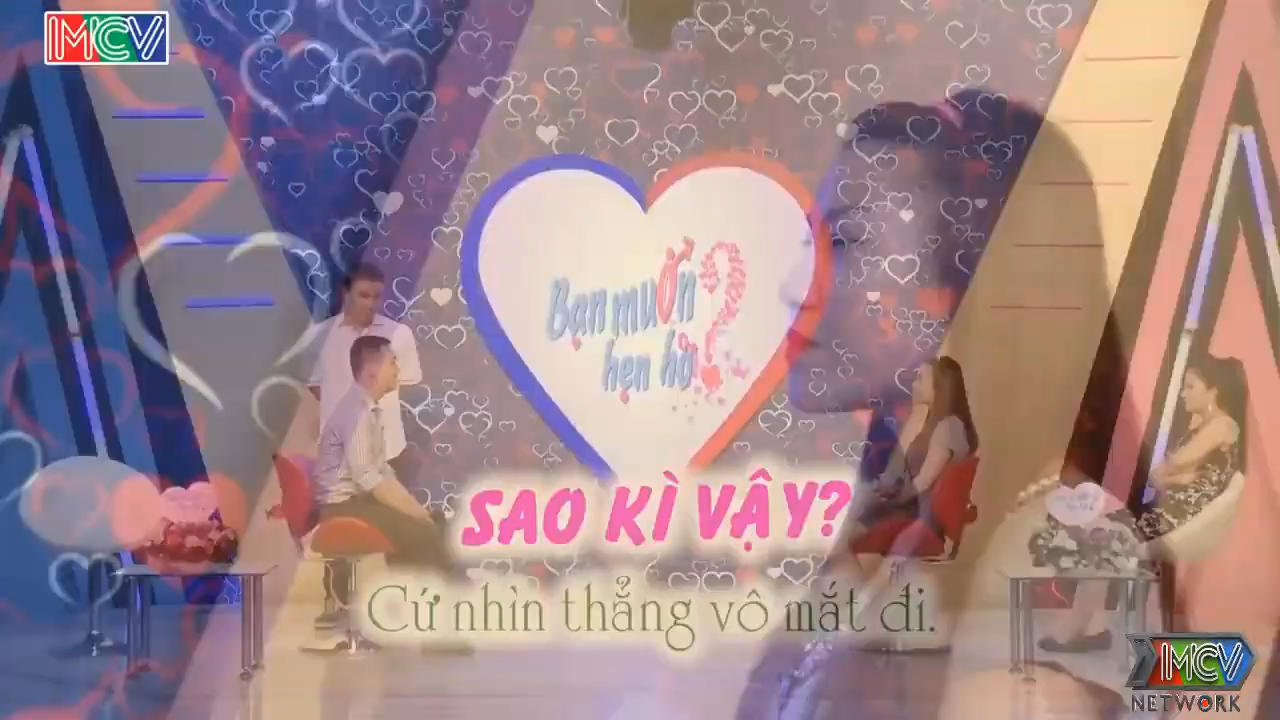 MCV
Bạn muốn
hẹn hò
SAO KÌ VẬY?
Cứ nhìn thẳng vô mắt đi.
MCV
NETWORK